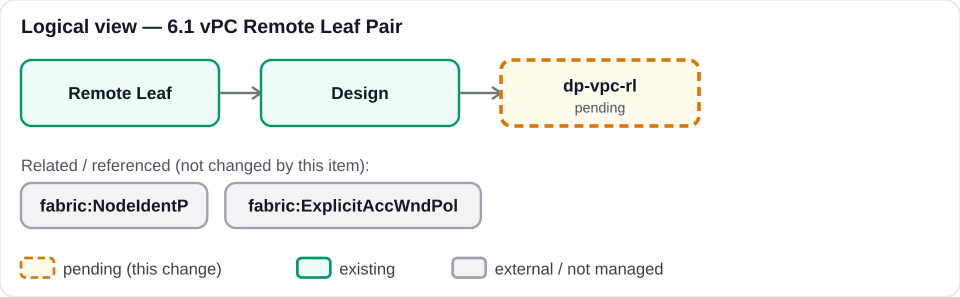 Logical view — 6.1 vPC Remote Leaf Pair
Remote Leaf
Design
dp-vpc-rl
pending
Related / referenced (not changed by this item):
fabric:NodeIdentP
fabric:ExplicitAccWndPol
pending (this change)
existing
external / not managed